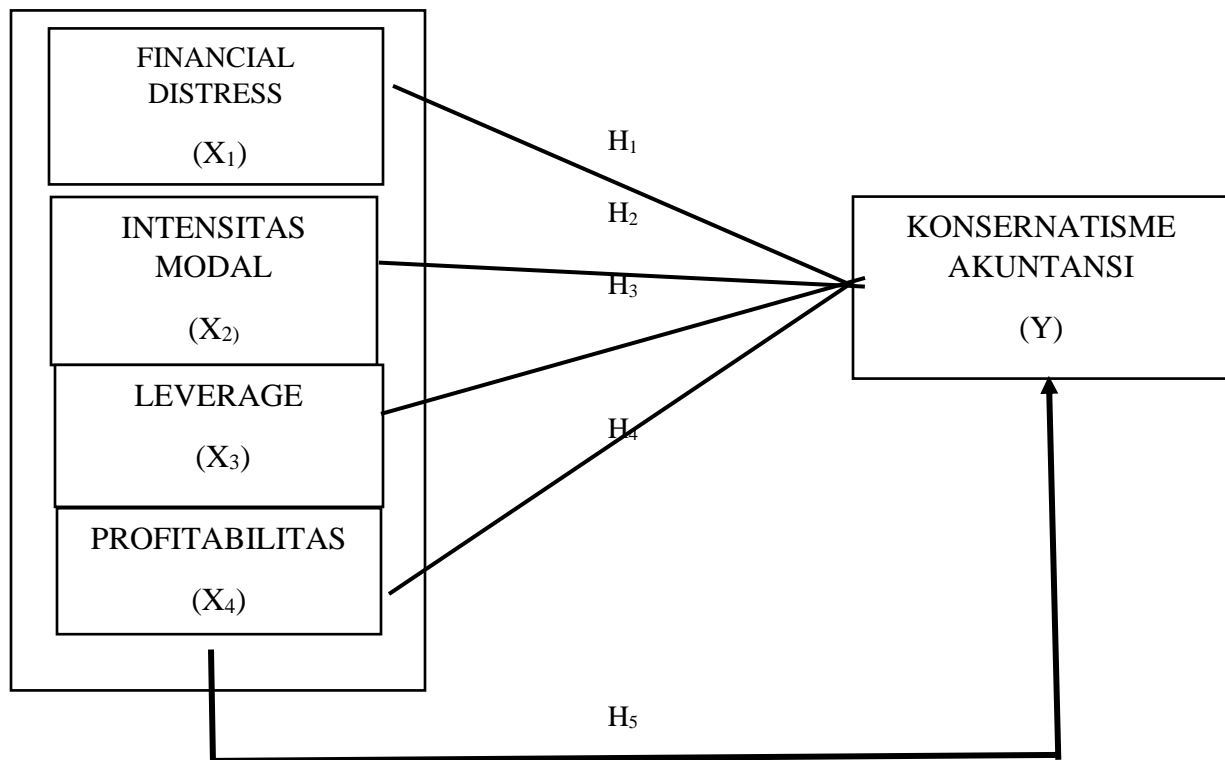 FINANCIAL
DISTRESS
(X₁)
INTENSITAS
MODAL
(X₂)
LEVERAGE
(X₃)
PROFITABILITAS
(X₄)
H₁
H₂
H₃
H₄
H₅
KONSERNATISME
AKUNTANSI
(Y)